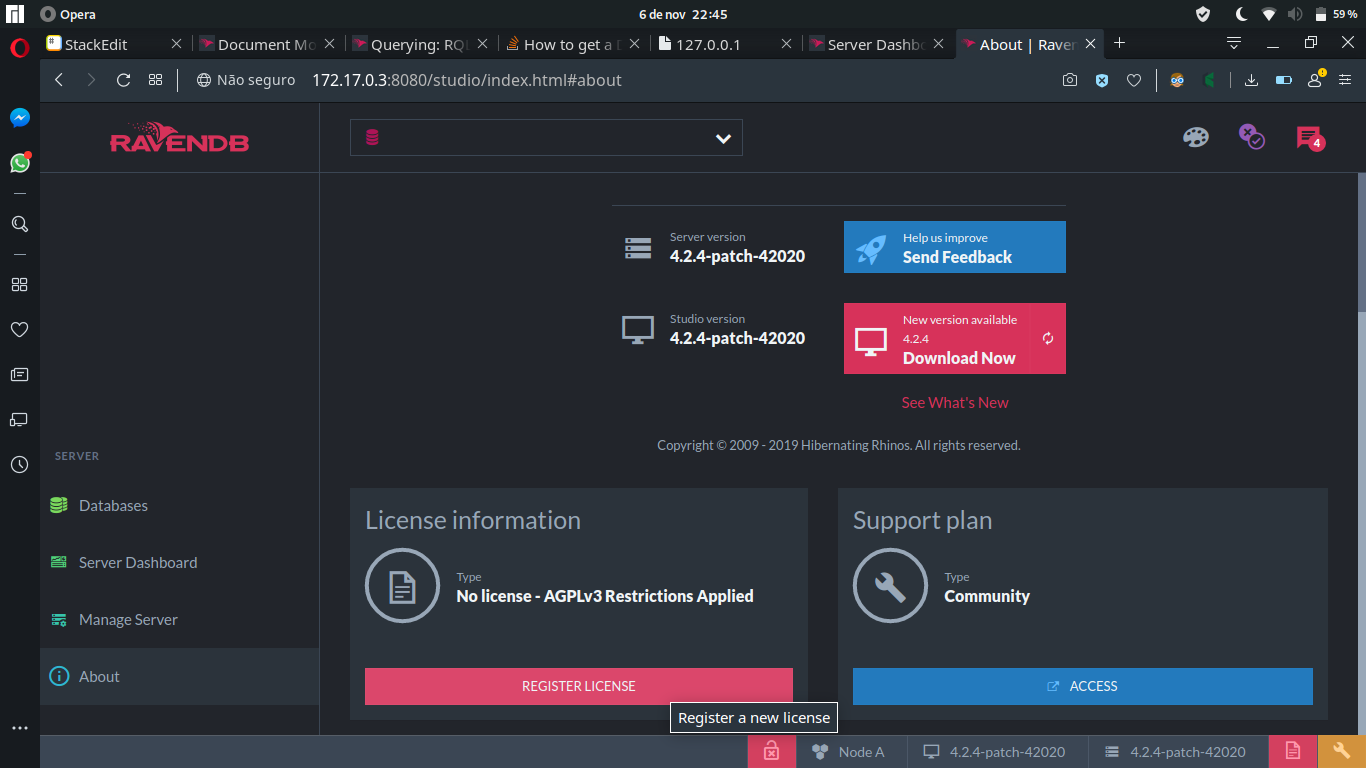 Opera
6 de nov 22:45
59 %
StackEdit
Document Mo
Querying: RQL
How to get a D
127.0.0.1
Server Dashbo
About | Raven
Não seguro
172.17.0.3:8080/studio/index.html#about
RAVENDB
4
Server version
4.2.4-patch-42020
Help us improve
Send Feedback
Studio version
4.2.4-patch-42020
New version available
4.2.4
Download Now
See What's New
Copyright © 2009 - 2019 Hibernating Rhinos. All rights reserved.
SERVER
Databases
Server Dashboard
Manage Server
About
License information
Type
No license - AGPLv3 Restrictions Applied
REGISTER LICENSE
Register a new license
Support plan
Type
Community
ACCESS
Node A
4.2.4-patch-42020
4.2.4-patch-42020